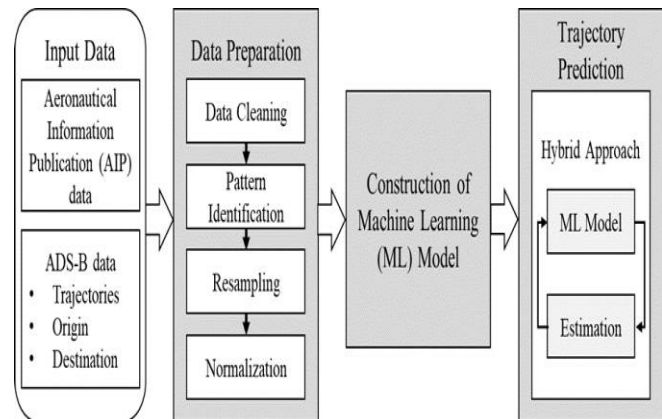 Input Data
Aeronautical
Information
Publication (AIP)
data
ADS-B data
• Trajectories
• Origin
• Destination
Data Preparation
Data Cleaning
Pattern
Identification
Resampling
Normalization
Construction of
Machine Learning
(ML) Model
Trajectory
Prediction
Hybrid Approach
ML Model
Estimation